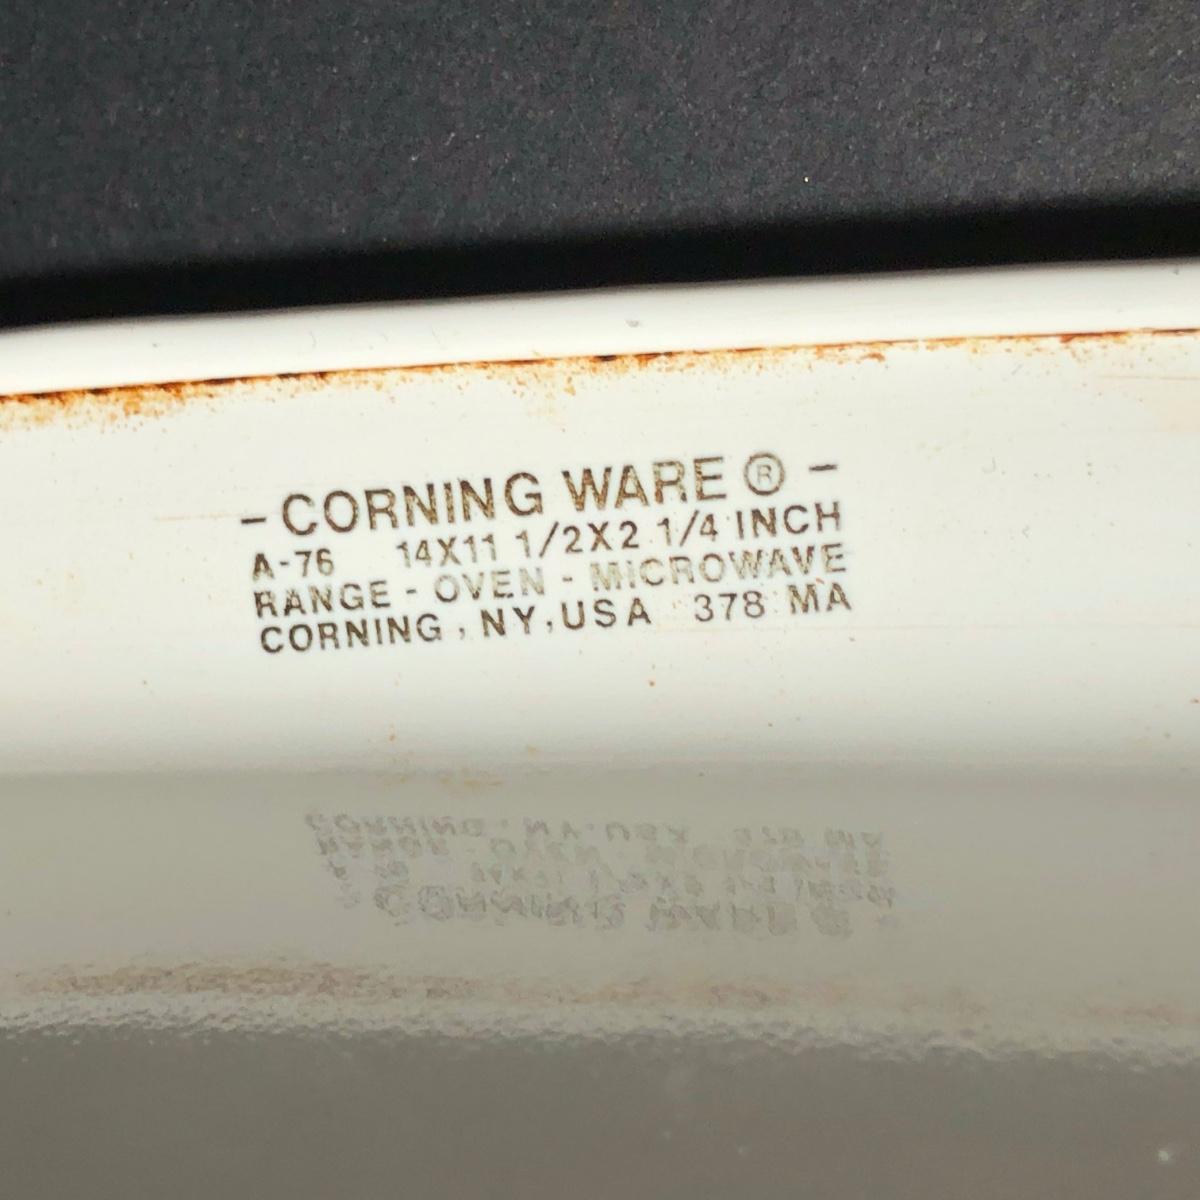 - CORNING WARE ® -
A-76 14X11 1/2X2 1/4 INCH
RANGE - OVEN - MICROWAVE
CORNING, NY, USA 378 MA